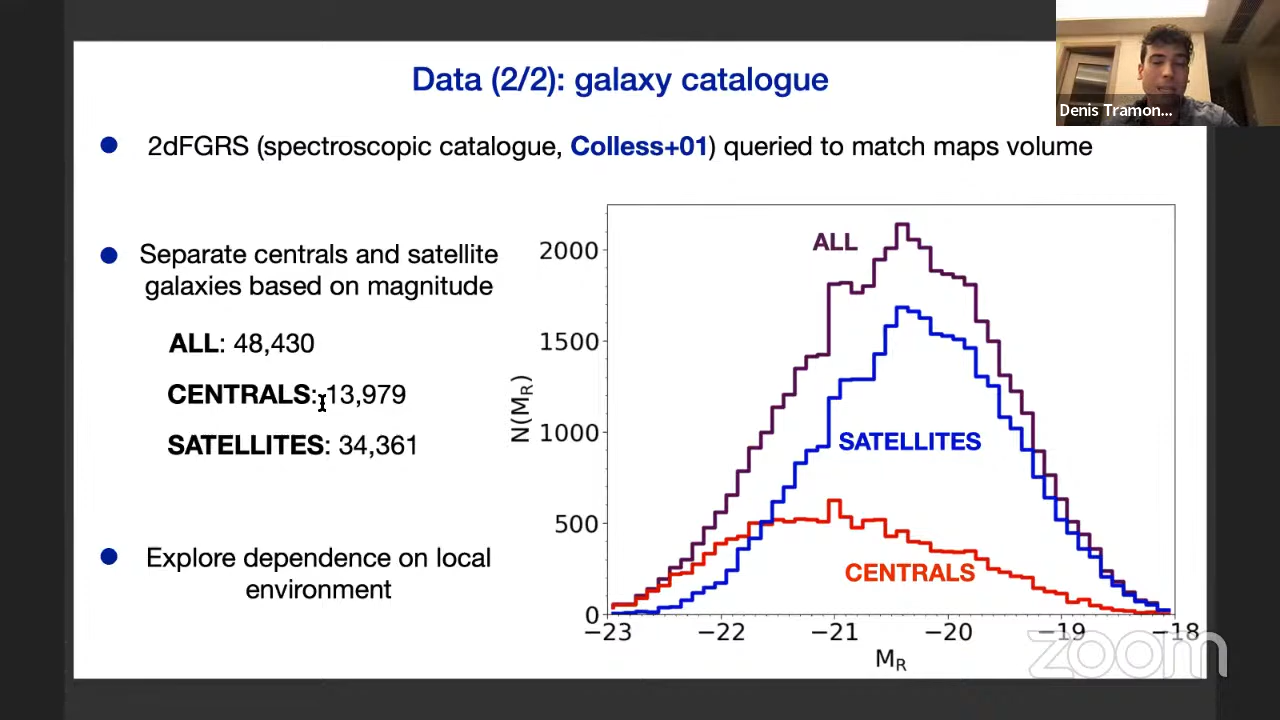 Data (2/2): galaxy catalogue
Denis Tramon...
2dFGRS (spectroscopic catalogue, Colless+01) queried to match maps volume
Separate centrals and satellite
galaxies based on magnitude
ALL: 48,430
CENTRALS: 13,979
SATELLITES: 34,361
Explore dependence on local
environment
N(M_R)
2000
1500
1000
500
0
ALL
SATELLITES
CENTRALS
−23 −22 −21 −20 −19 −18
M_R
zoom